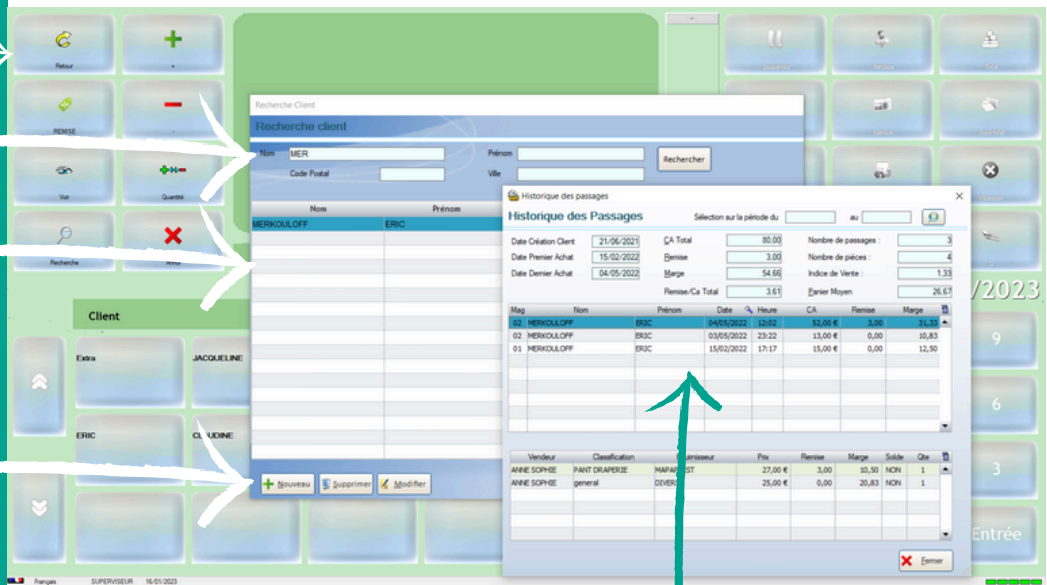 Retour
REMISE
Voir
Quantité
Recherche
Recherche Client
Recherche client
Nom MER Prénom
Code Postal Ville
Rechercher
Nom Prénom
MERKOULOFF ERIC
Nouveau Supprimer Modifier
Historique des passages
Historique des Passages Sélection sur la période du au
Date Création Client 21/06/2021 CA Total 80,00 Nombre de passages : 3
Date Premier Achat 15/02/2022 Remise 3.00 Nombre de pièces : 4
Date Dernier Achat 04/05/2022 Marge 54.66 Indice de Vente : 1.33
Remise/Ca Total 3.61 Panier Moyen 26.67
Mag Nom Prénom Date Heure CA Remise Marge
02 MERKOULOFF ERIC 04/05/2022 12:02 52,00 € 3,00 31,33
02 MERKOULOFF ERIC 03/05/2022 23:22 13,00 € 0,00 10,83
01 MERKOULOFF ERIC 15/02/2022 17:17 15,00 € 0,00 12,50
Vendeur Classification Prix Remise Marge Solde Qte
ANNE SOPHIE PANT DRAPERIE 27,00 € 3,00 10,50 NON 1
ANNE SOPHIE general 25,00 € 0,00 20,83 NON 1
Fermer
/2023
Client
Extra JACQUELINE
ERIC
9
6
3
Entrée
Français SUPERVISEUR 16/01/2023